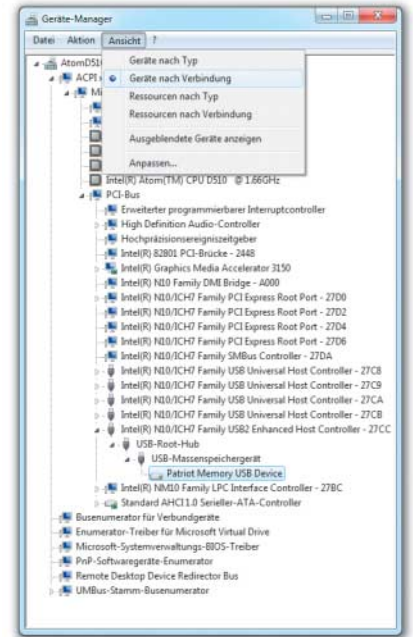 Geräte-Manager
Datei Aktion Ansicht ?
Geräte nach Typ
Geräte nach Verbindung
Ressourcen nach Typ
Ressourcen nach Verbindung
Ausgeblendete Geräte anzeigen
Anpassen...
AtomD51
ACPI
Mi
Intel(R) Atom(TM) CPU D510 @ 1.66GHz
PCI-Bus
Erweiterter programmierbarer Interruptcontroller
High Definition Audio-Controller
Hochpräzisionsereigniszeitgeber
Intel(R) 82801 PCI-Brücke - 2448
Intel(R) Graphics Media Accelerator 3150
Intel(R) N10 Family DMI Bridge - A000
Intel(R) N10/ICH7 Family PCI Express Root Port - 27D0
Intel(R) N10/ICH7 Family PCI Express Root Port - 27D2
Intel(R) N10/ICH7 Family PCI Express Root Port - 27D4
Intel(R) N10/ICH7 Family PCI Express Root Port - 27D6
Intel(R) N10/ICH7 Family SMBus Controller - 27DA
Intel(R) N10/ICH7 Family USB Universal Host Controller - 27C8
Intel(R) N10/ICH7 Family USB Universal Host Controller - 27C9
Intel(R) N10/ICH7 Family USB Universal Host Controller - 27CA
Intel(R) N10/ICH7 Family USB Universal Host Controller - 27CB
Intel(R) N10/ICH7 Family USB2 Enhanced Host Controller - 27CC
USB-Root-Hub
USB-Massenspeichergerät
Patriot Memory USB Device
Intel(R) NM10 Family LPC Interface Controller - 27BC
Standard AHCI1.0 Serieller-ATA-Controller
Busenumerator für Verbundgeräte
Enumerator-Treiber für Microsoft Virtual Drive
Microsoft-Systemverwaltungs-BIOS-Treiber
PnP-Softwaregeräte-Enumerator
Remote Desktop Device Redirector Bus
UMBus-Stamm-Busenumerator